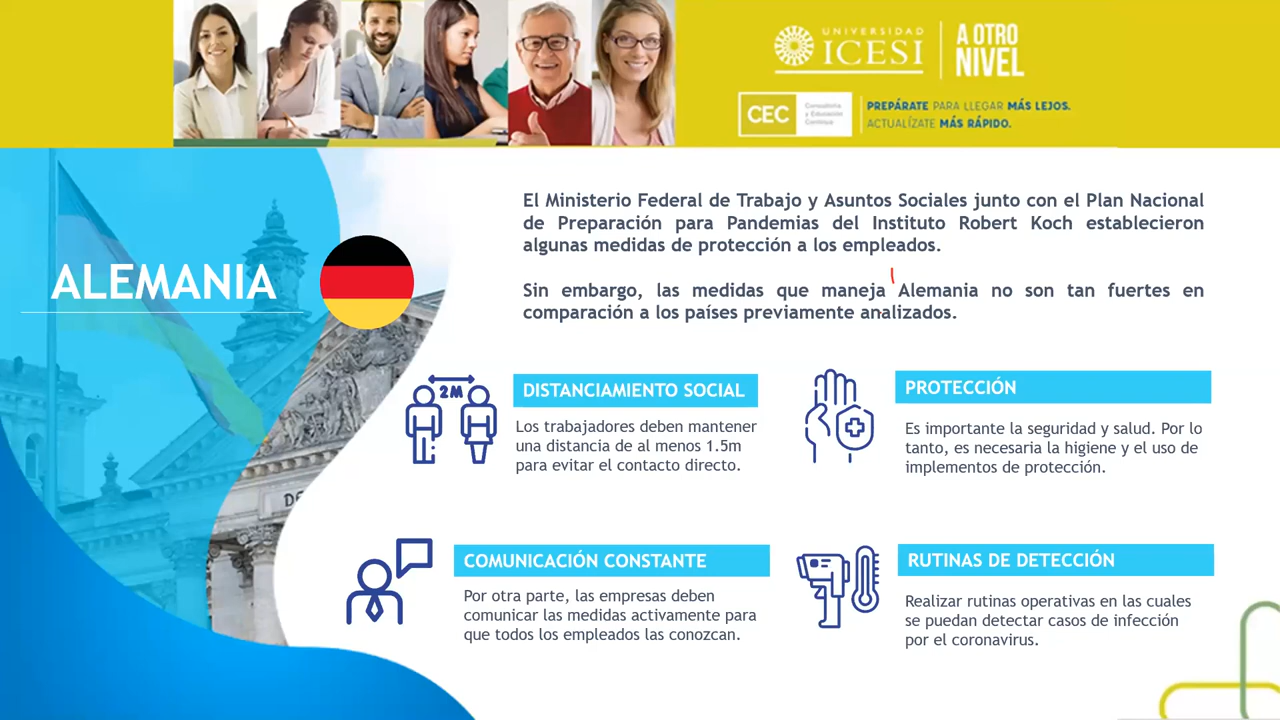 UNIVERSIDAD
ICESI
A OTRO
NIVEL
CEC
Consultoría
y Educación
Continua
PREPÁRATE PARA LLEGAR MÁS LEJOS.
ACTUALÍZATE MÁS RÁPIDO.
ALEMANIA
El Ministerio Federal de Trabajo y Asuntos Sociales junto con el Plan Nacional
de Preparación para Pandemias del Instituto Robert Koch establecieron
algunas medidas de protección a los empleados.
Sin embargo, las medidas que maneja Alemania no son tan fuertes en
comparación a los países previamente analizados.
2M
DISTANCIAMIENTO SOCIAL
Los trabajadores deben mantener
una distancia de al menos 1.5m
para evitar el contacto directo.
PROTECCIÓN
Es importante la seguridad y salud. Por lo
tanto, es necesaria la higiene y el uso de
implementos de protección.
COMUNICACIÓN CONSTANTE
Por otra parte, las empresas deben
comunicar las medidas activamente para
que todos los empleados las conozcan.
RUTINAS DE DETECCIÓN
Realizar rutinas operativas en las cuales
se puedan detectar casos de infección
por el coronavirus.
DE